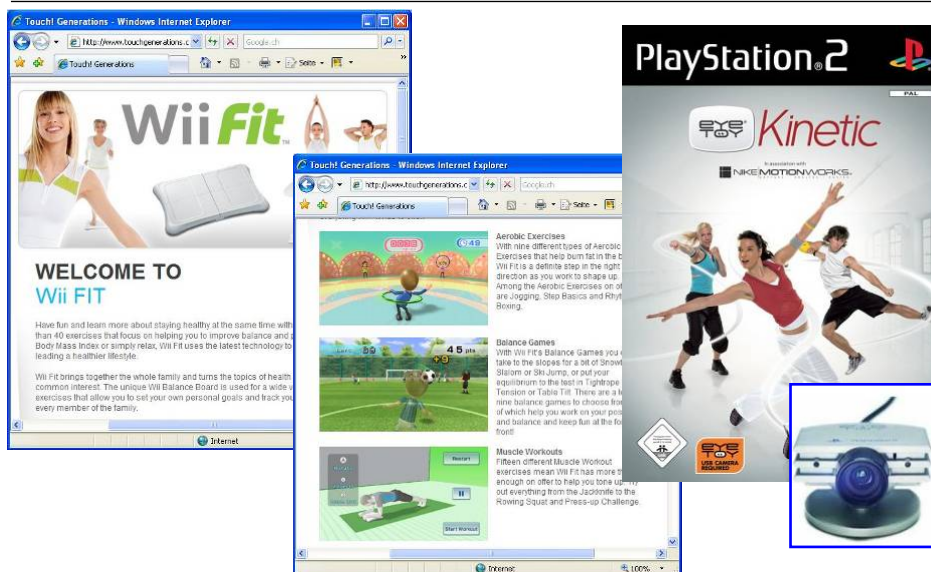 Touch! Generations - Windows Internet Explorer
http://www.touchgenerations.c
Google.ch
Touch! Generations
Seite
Wii Fit
WELCOME TO
Wii FIT
Have fun and learn more about staying healthy at the same time with
than 40 exercises that focus on helping you to improve balance and
Body Mass Index or simply relax, Wii Fit uses the latest technology to
leading a healthier lifestyle.
Wii Fit brings together the whole family and turns the topics of health
common interest. The unique Wii Balance Board is used for a wide
exercises that allow you to set your own personal goals and track you
every member of the family.
Internet
Touch! Generations - Windows Internet Explorer
http://www.touchgenerations.c
Google.ch
Touch! Generations
Seite
49
Aerobic Exercises
With nine different types of Aerobic
Exercises that help burn fat in the b
Wii Fit is a definite step in the right
direction as you work to shape up.
Among the Aerobic Exercises on of
are Jogging, Step Basics and Rhyt
Boxing.
45 pts
+9
Balance Games
With Wii Fit's Balance Games you
take to the slopes for a bit of Snow
Slalom or Ski Jump, or put your
equilibrium to the test in Tightrope
Tension or Table Tilt. There are a
nine balance games to choose from
of which help you work on your pos
and balance and keep fun at the fo
front!
Restart
Start Workout
Muscle Workouts
Fifteen different Muscle Workout
exercises mean Wii Fit has more t
enough on offer to help you tone up. Try
out everything from the Jackknife to the
Rowing Squat and Press-up Challenge.
Internet
100%
PlayStation.2
PAL
EYE TOY Kinetic
In association with
NIKE MOTIONWORKS
EYE
TOY
USB CAMERA
REQUIRED